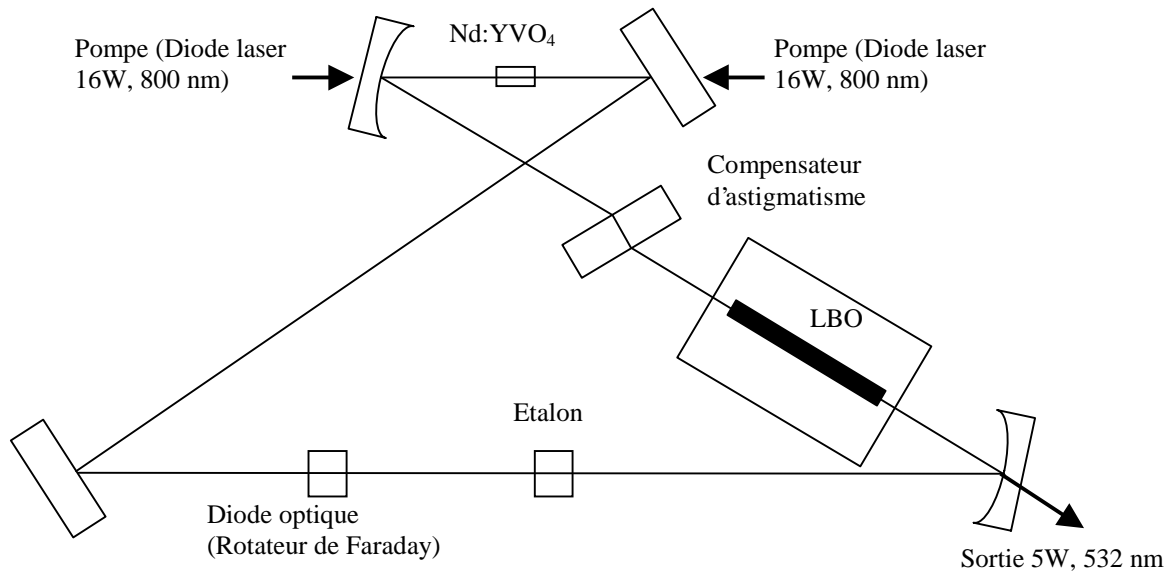 Pompe (Diode laser
16W, 800 nm)
Nd:YVO₄
Pompe (Diode laser
16W, 800 nm)
Compensateur
d’astigmatisme
LBO
Etalon
Diode optique
(Rotateur de Faraday)
Sortie 5W, 532 nm